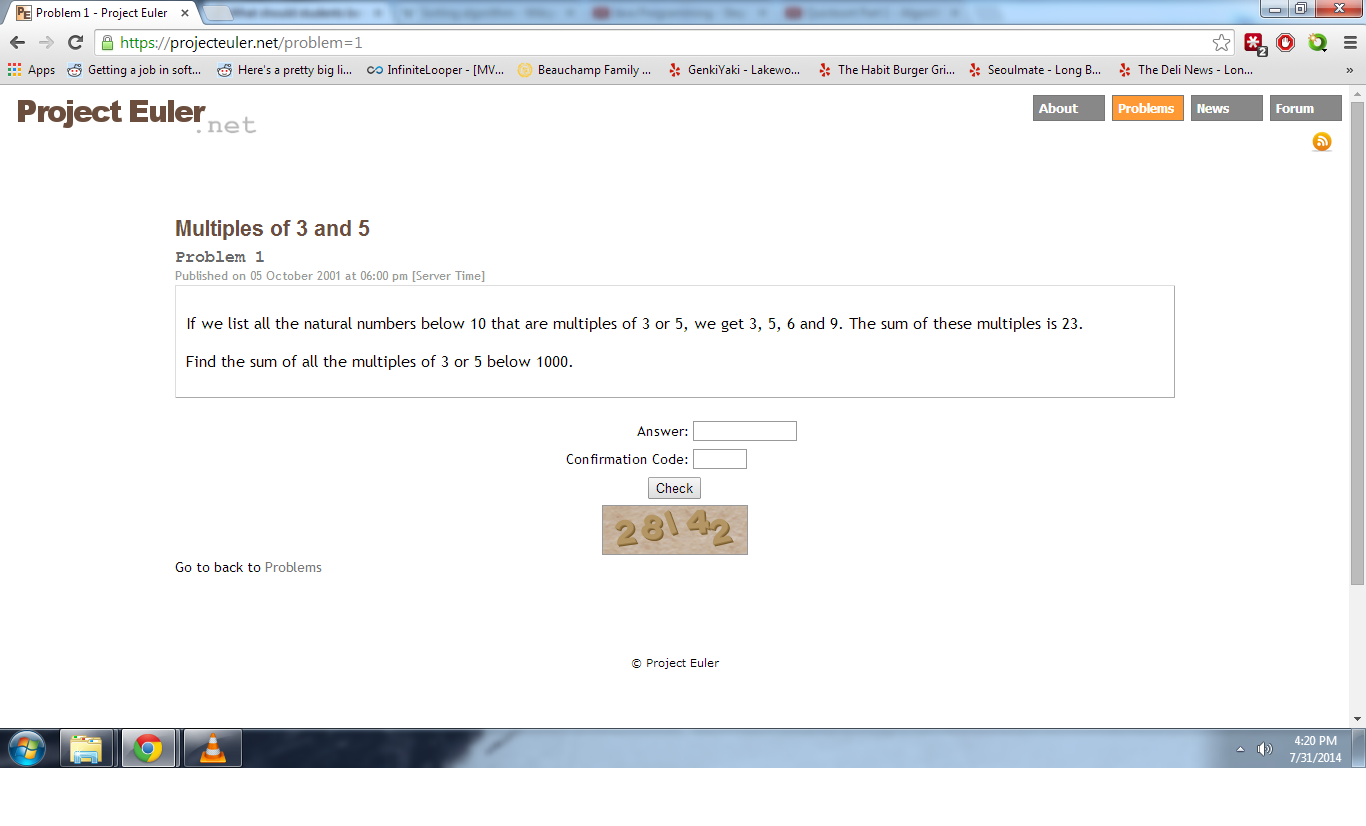 Problem 1 - Project Euler
https://projecteuler.net/problem=1
2
Apps Getting a job in soft... Here's a pretty big li... InfiniteLooper - [MV... Beauchamp Family ... GenkiYaki - Lakewo... The Habit Burger Gri... Seoulmate - Long B... The Deli News - Lon... »
Project Euler
.net
About Problems News Forum
Multiples of 3 and 5
Problem 1
Published on 05 October 2001 at 06:00 pm [Server Time]
If we list all the natural numbers below 10 that are multiples of 3 or 5, we get 3, 5, 6 and 9. The sum of these multiples is 23.
Find the sum of all the multiples of 3 or 5 below 1000.
Answer:
Confirmation Code:
Check
28142
Go to back to Problems
© Project Euler
4:20 PM
7/31/2014